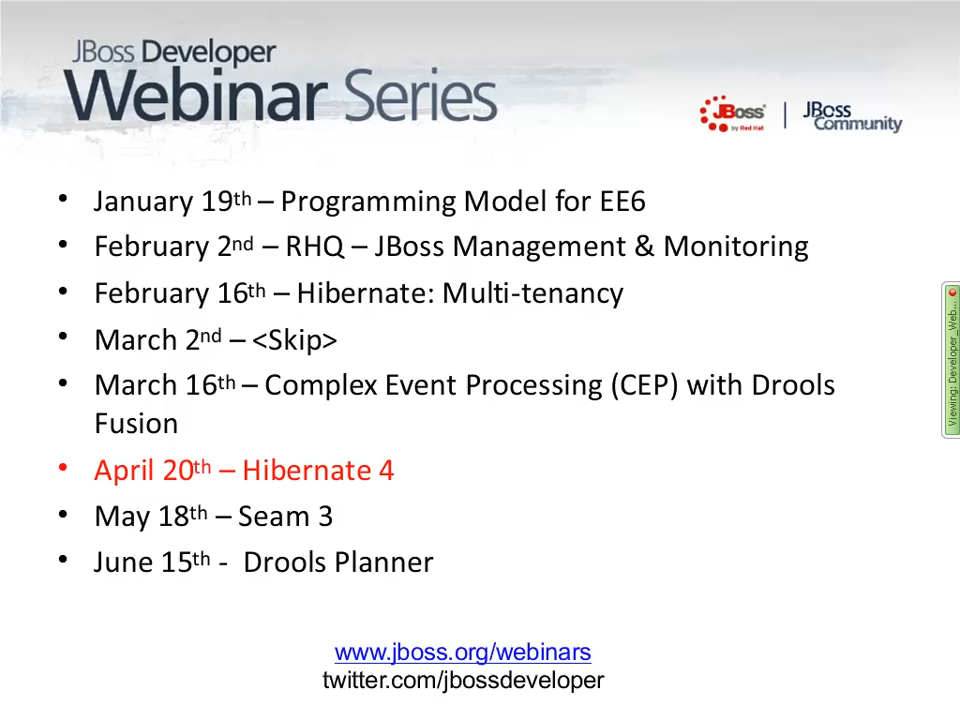 JBoss Developer
Webinar Series
JBoss by Red Hat | JBoss Community
• January 19th – Programming Model for EE6
• February 2nd – RHQ – JBoss Management & Monitoring
• February 16th – Hibernate: Multi-tenancy
• March 2nd – <Skip>
• March 16th – Complex Event Processing (CEP) with Drools
Fusion
• April 20th – Hibernate 4
• May 18th – Seam 3
• June 15th - Drools Planner
www.jboss.org/webinars
twitter.com/jbossdeveloper
Viewing: Developer_Web...